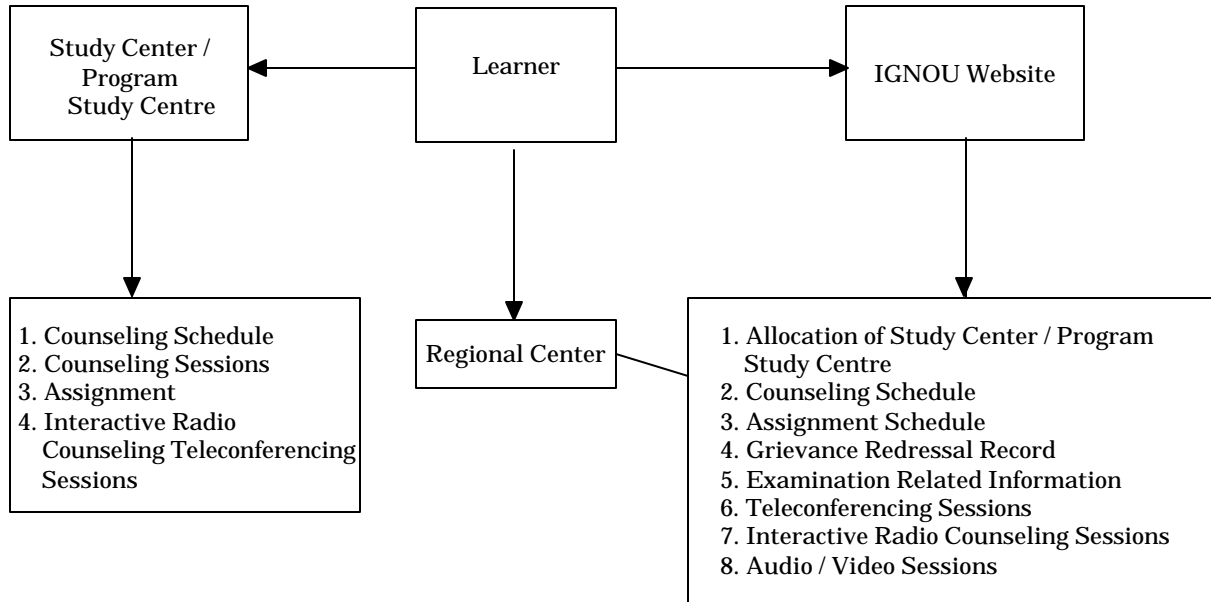 Study Center /
Program
Study Centre
Learner
IGNOU Website
1. Counseling Schedule
2. Counseling Sessions
3. Assignment
4. Interactive Radio
Counseling Teleconferencing
Sessions
Regional Center
1. Allocation of Study Center / Program
Study Centre
2. Counseling Schedule
3. Assignment Schedule
4. Grievance Redressal Record
5. Examination Related Information
6. Teleconferencing Sessions
7. Interactive Radio Counseling Sessions
8. Audio / Video Sessions